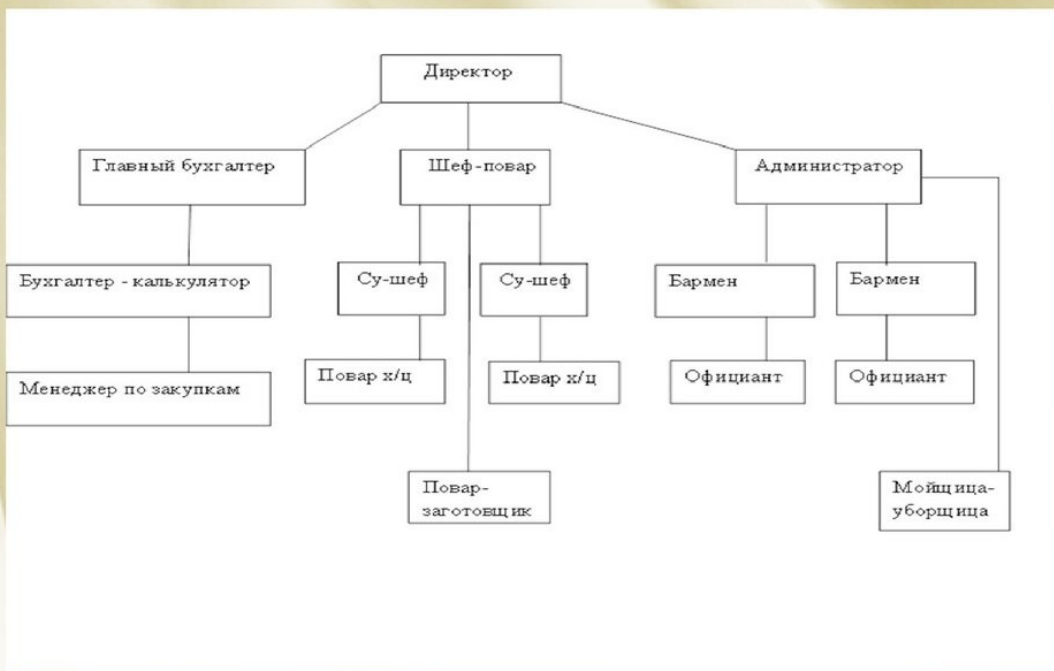 Директор
Главный бухгалтер
Шеф-повар
Администратор
Бухгалтер - калькулятор
Су-шеф
Су-шеф
Бармен
Бармен
Менеджер по закупкам
Повар х/ц
Повар х/ц
Официант
Официант
Повар-
заготовщик
Мойщица-
уборщица